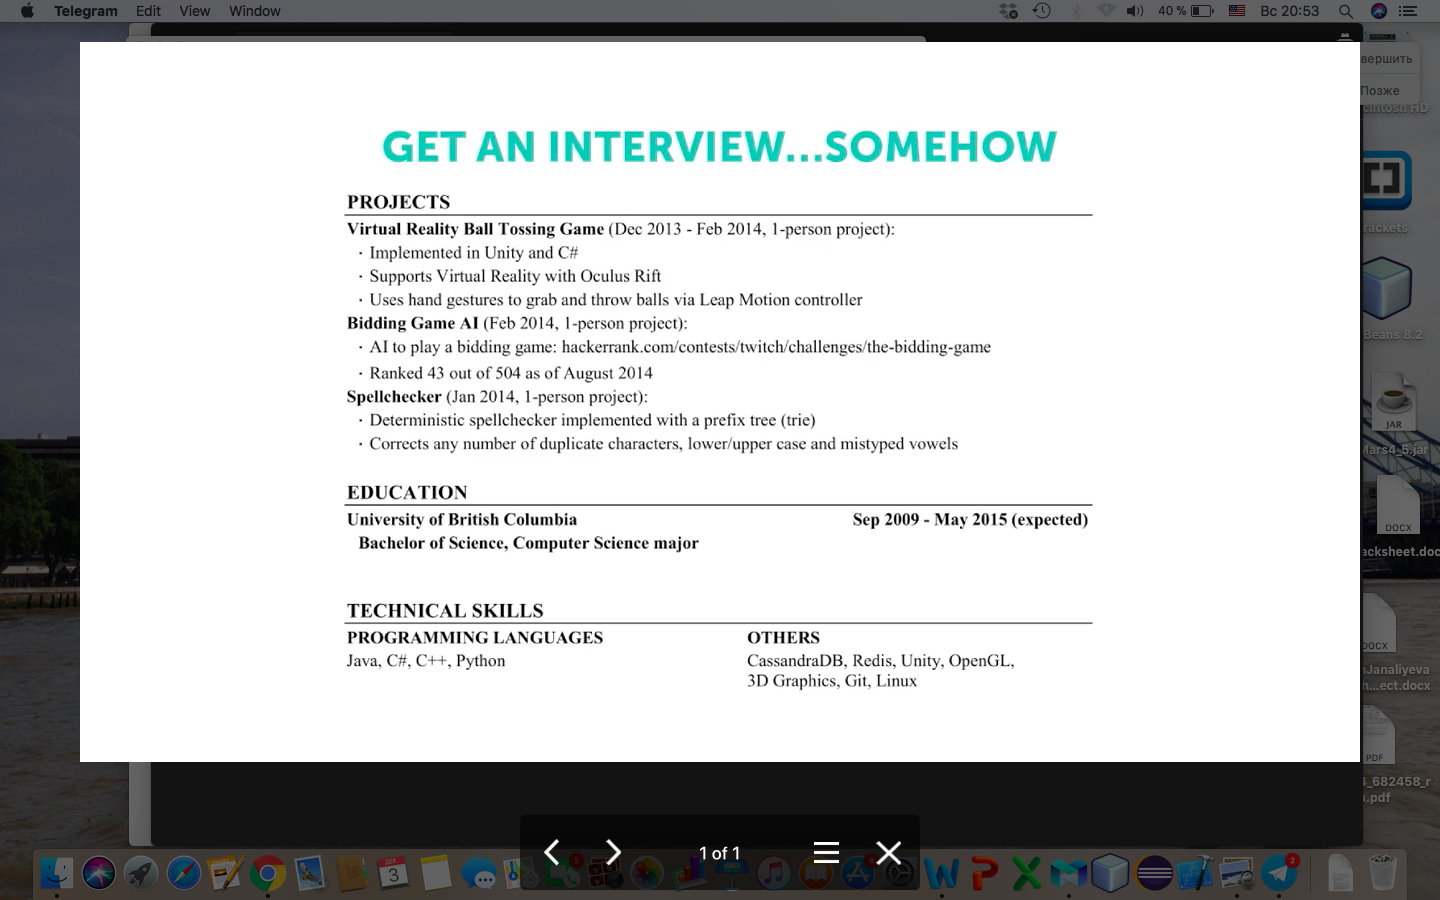 Telegram Edit View Window 40 % Вс 20:53
вершить
Позже
GET AN INTERVIEW...SOMEHOW
PROJECTS
Virtual Reality Ball Tossing Game (Dec 2013 - Feb 2014, 1-person project):
· Implemented in Unity and C#
· Supports Virtual Reality with Oculus Rift
· Uses hand gestures to grab and throw balls via Leap Motion controller
Bidding Game AI (Feb 2014, 1-person project):
· AI to play a bidding game: hackerrank.com/contests/twitch/challenges/the-bidding-game
· Ranked 43 out of 504 as of August 2014
Spellchecker (Jan 2014, 1-person project):
· Deterministic spellchecker implemented with a prefix tree (trie)
· Corrects any number of duplicate characters, lower/upper case and mistyped vowels
EDUCATION
University of British Columbia Sep 2009 - May 2015 (expected)
Bachelor of Science, Computer Science major
TECHNICAL SKILLS
PROGRAMMING LANGUAGES OTHERS
Java, C#, C++, Python CassandraDB, Redis, Unity, OpenGL,
3D Graphics, Git, Linux
rackets
Beans 8.2
JAR
Mars4_5.jar
DOCX
acksheet.doc
DOCX
nJanaliyeva
h...ect.docx
PDF
4_682458_r
u.pdf
1 of 1
ДЕК
3
2